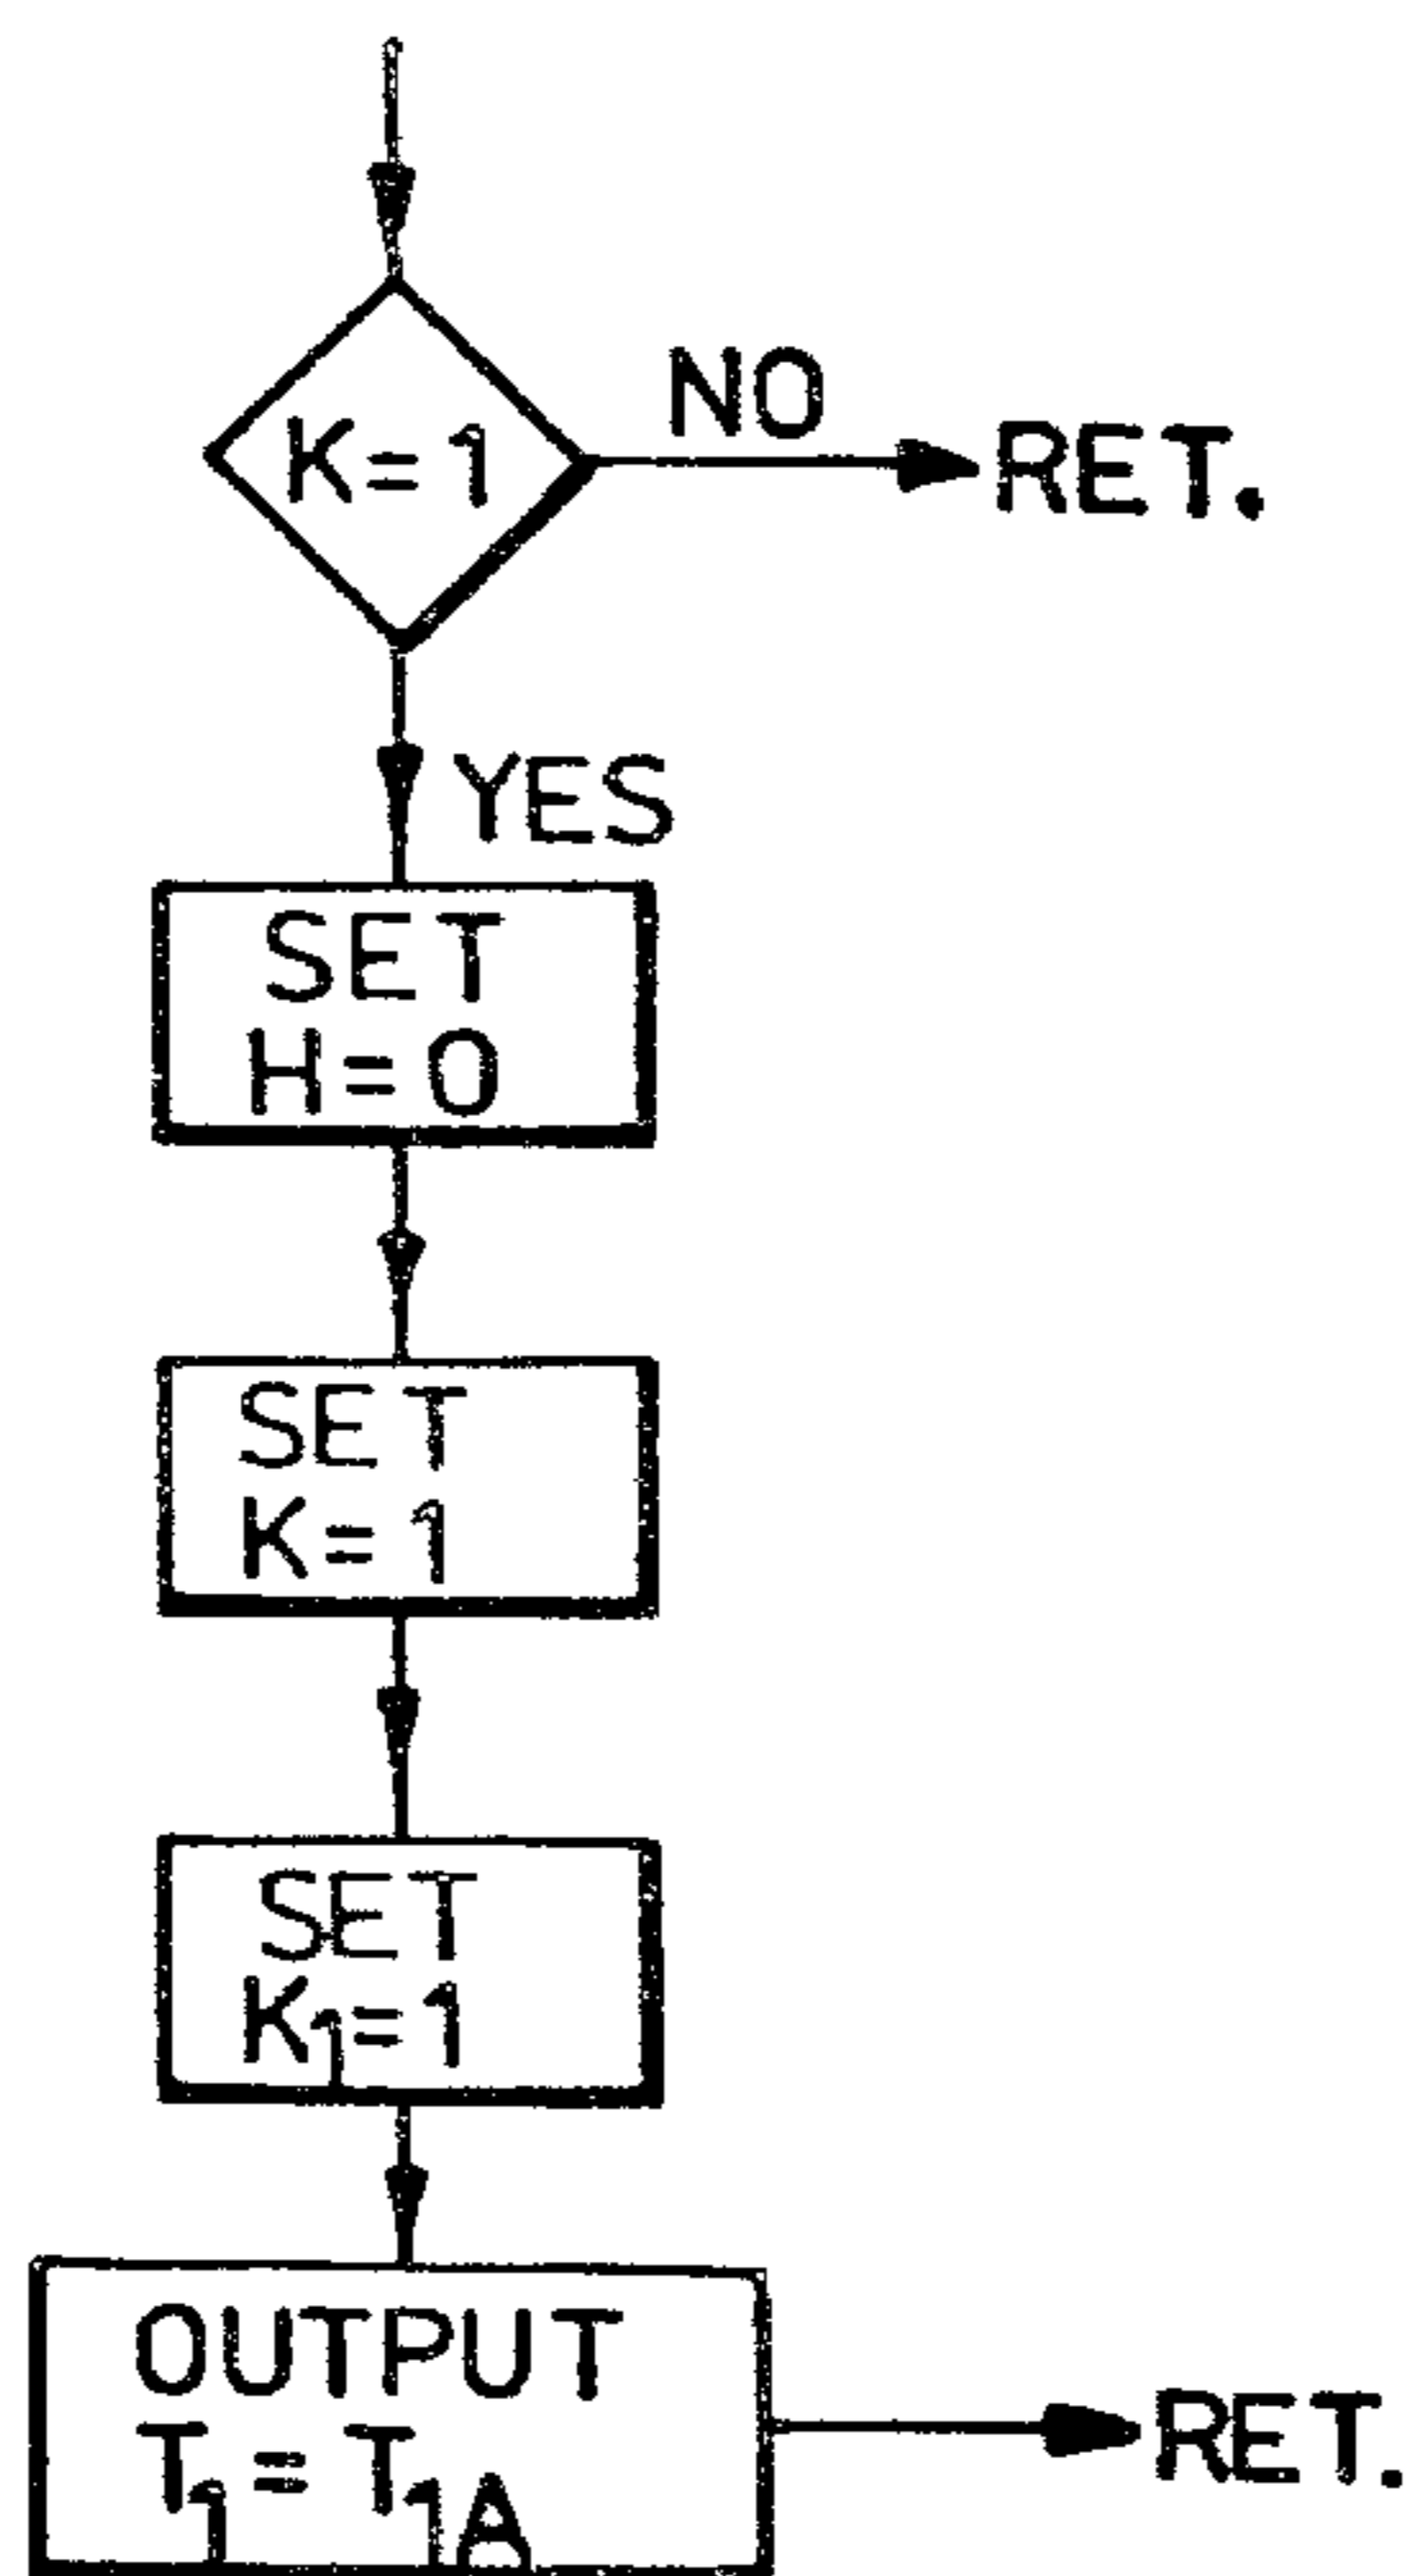 K=1
NO
RET.
YES
SET
H=0
SET
K=1
SET
K₁=1
OUTPUT
T₁=T₁A
RET.